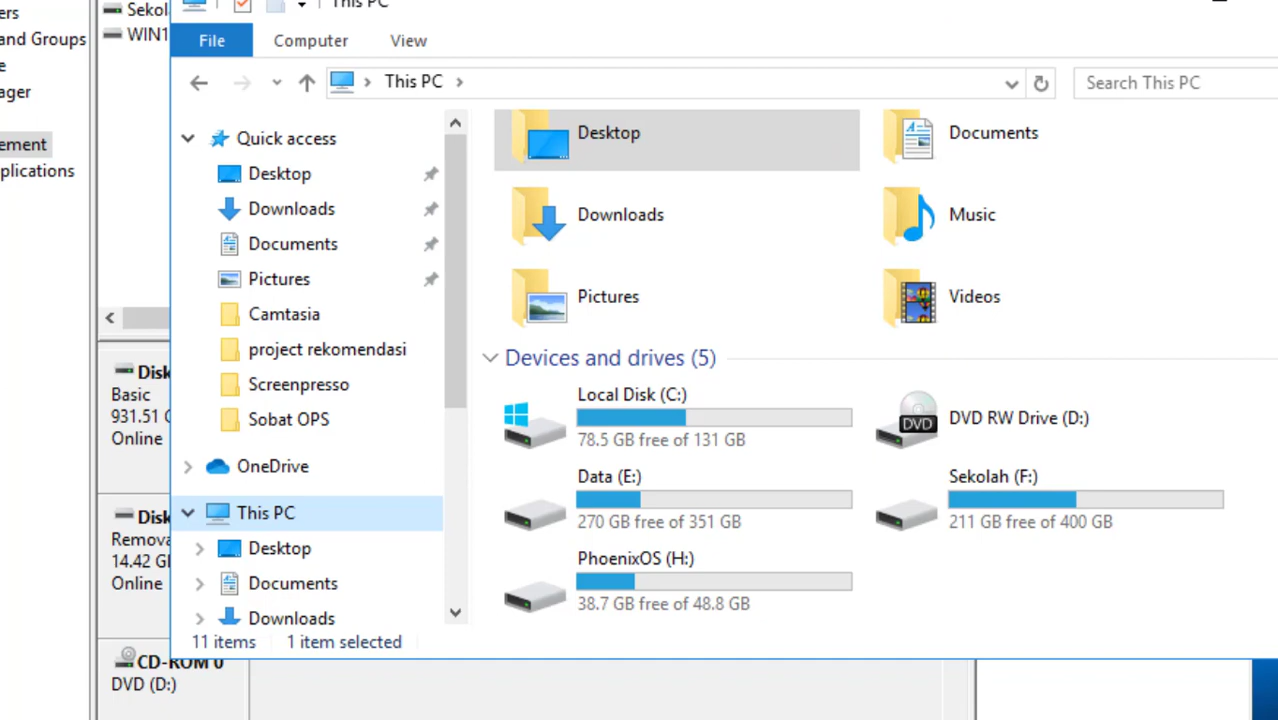 ers
and Groups
e
ager
ement
plications
Sekol
WIN1
This PC
File
Computer
View
This PC
Search This PC
Quick access
Desktop
Downloads
Documents
Pictures
Camtasia
project rekomendasi
Screenpresso
Sobat OPS
OneDrive
This PC
Desktop
Documents
Downloads
Desktop
Documents
Downloads
Music
Pictures
Videos
Devices and drives (5)
Local Disk (C:)
78.5 GB free of 131 GB
DVD
DVD RW Drive (D:)
Data (E:)
270 GB free of 351 GB
Sekolah (F:)
211 GB free of 400 GB
PhoenixOS (H:)
38.7 GB free of 48.8 GB
11 items
1 item selected
Disk
Basic
931.51 G
Online
Disk
Remova
14.42 GI
Online
CD-ROM 0
DVD (D:)